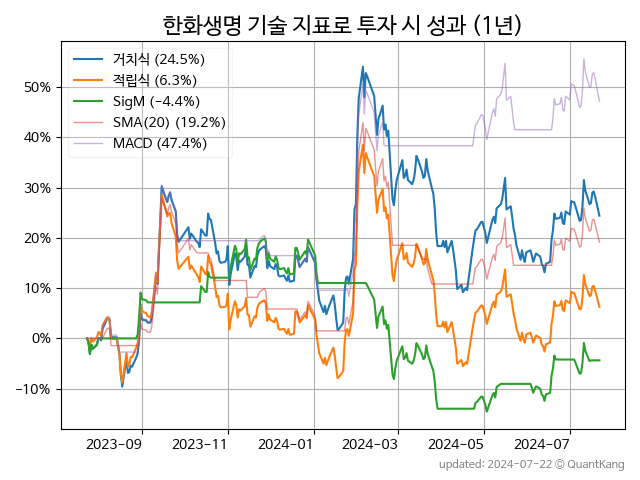 한화생명 기술 지표로 투자 시 성과 (1년)
거치식 (24.5%)
적립식 (6.3%)
SigM (−4.4%)
SMA(20) (19.2%)
MACD (47.4%)
50%
40%
30%
20%
10%
0%
−10%
2023-09 2023-11 2024-01 2024-03 2024-05 2024-07
updated: 2024-07-22 © QuantKang